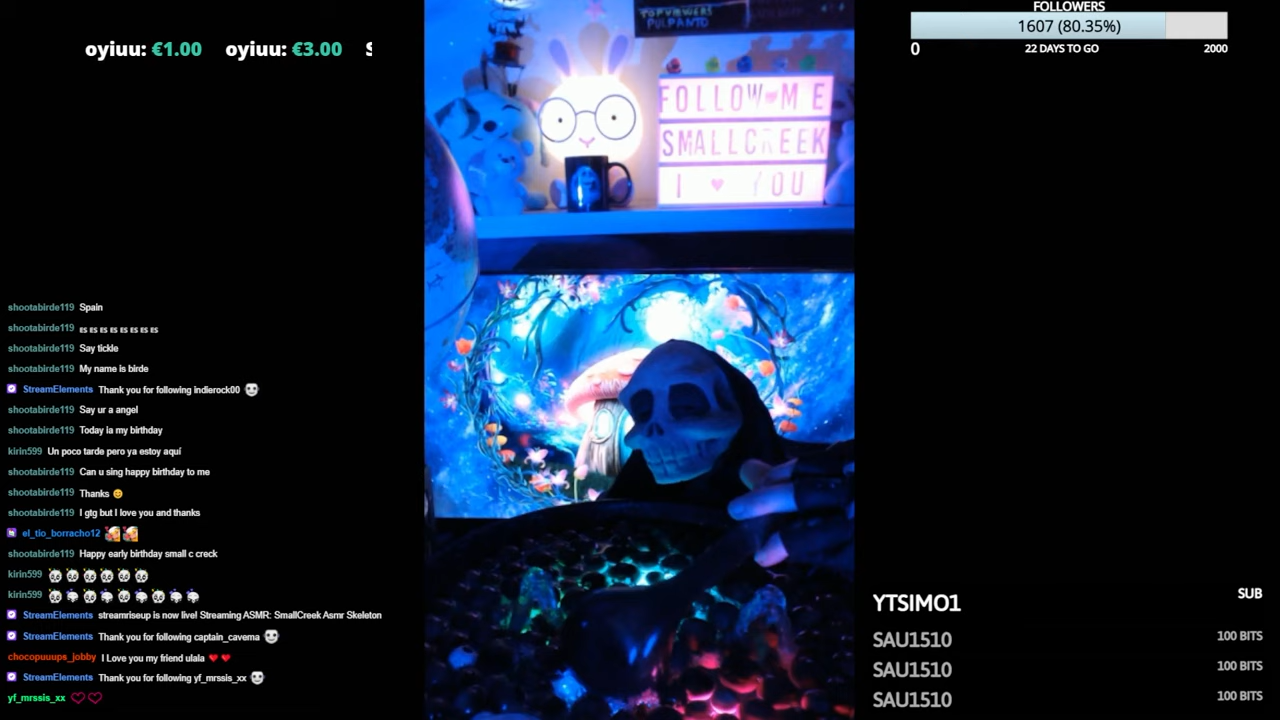 oyiuu: €1.00 oyiuu: €3.00 S
TOPVIEWERS
PULPANTO
FOLLOW♥ME
SMALLCREEK
I ♥ YOU
FOLLOWERS
1607 (80.35%)
0 22 DAYS TO GO 2000
shootabirde119 Spain
shootabirde119 ES ES ES ES ES ES ES ES
shootabirde119 Say tickle
shootabirde119 My name is birde
StreamElements Thank you for following indierock00
shootabirde119 Say ur a angel
shootabirde119 Today ia my birthday
kirin599 Un poco tarde pero ya estoy aquí
shootabirde119 Can u sing happy birthday to me
shootabirde119 Thanks
shootabirde119 I gtg but I love you and thanks
el_tio_borracho12
shootabirde119 Happy early birthday small c creck
kirin599
kirin599
StreamElements streamriseup is now live! Streaming ASMR: SmallCreek Asmr Skeleton
StreamElements Thank you for following captain_cavema
chocopuuups_jobby I Love you my friend ulala ♥ ♥
StreamElements Thank you for following yf_mrssis_xx
yf_mrssis_xx ♡ ♡
YTSIMO1 SUB
SAU1510 100 BITS
SAU1510 100 BITS
SAU1510 100 BITS